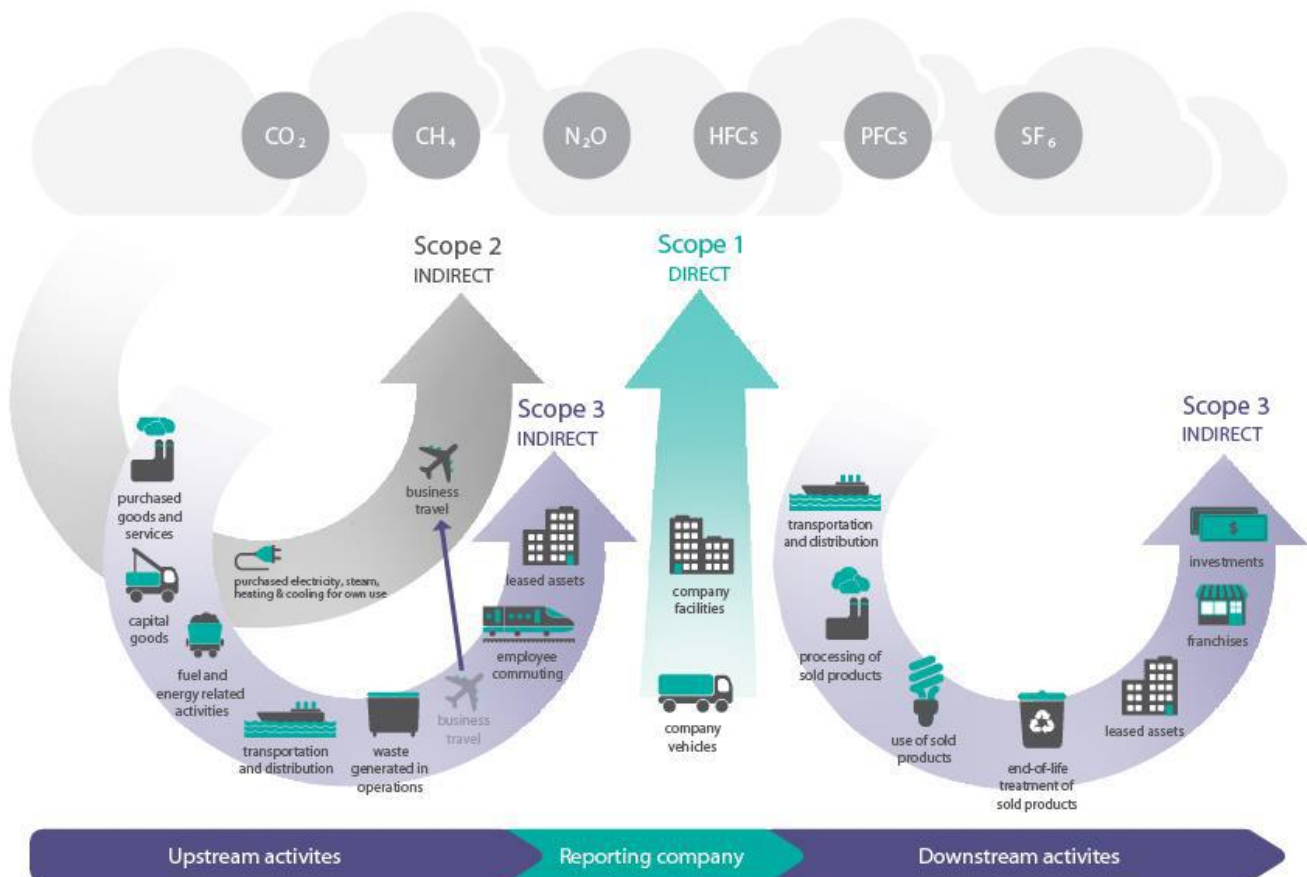 CO₂
CH₄
N₂O
HFCs
PFCs
SF₆
Scope 2
INDIRECT
Scope 1
DIRECT
Scope 3
INDIRECT
Scope 3
INDIRECT
purchased
goods and
services
capital
goods
fuel and
energy related
activities
purchased electricity, steam,
heating & cooling for own use
transportation
and distribution
waste
generated in
operations
business
travel
business
travel
employee
commuting
leased assets
company
facilities
company
vehicles
transportation
and distribution
processing of
sold products
use of sold
products
end-of-life
treatment of
sold products
leased assets
franchises
investments
$
Upstream activites
Reporting company
Downstream activites